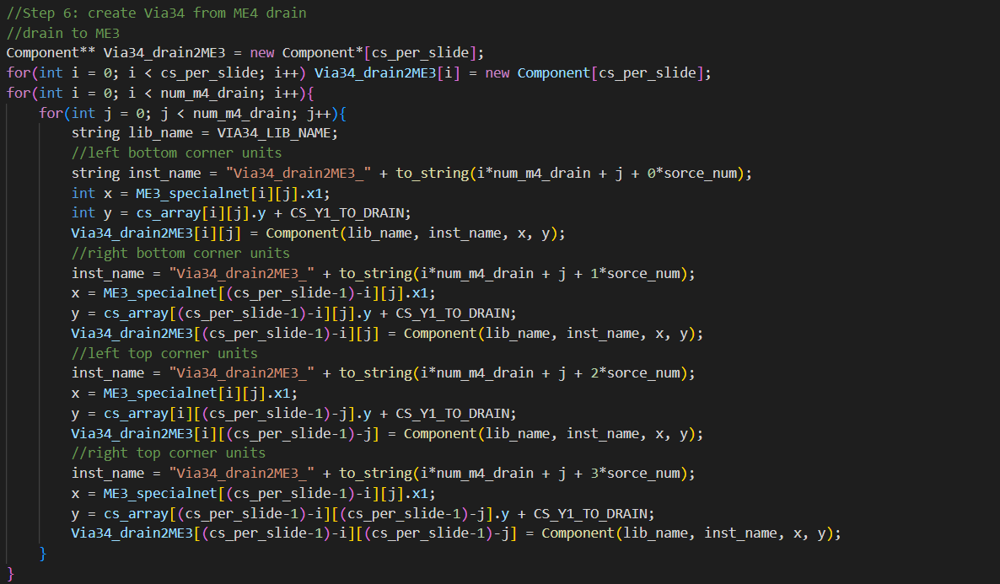 //Step 6: create Via34 from ME4 drain
//drain to ME3
Component** Via34_drain2ME3 = new Component*[cs_per_slide];
for(int i = 0; i < cs_per_slide; i++) Via34_drain2ME3[i] = new Component[cs_per_slide];
for(int i = 0; i < num_m4_drain; i++){
    for(int j = 0; j < num_m4_drain; j++){
        string lib_name = VIA34_LIB_NAME;
        //left bottom corner units
        string inst_name = "Via34_drain2ME3_" + to_string(i*num_m4_drain + j + 0*sorce_num);
        int x = ME3_specialnet[i][j].x1;
        int y = cs_array[i][j].y + CS_Y1_TO_DRAIN;
        Via34_drain2ME3[i][j] = Component(lib_name, inst_name, x, y);
        //right bottom corner units
        inst_name = "Via34_drain2ME3_" + to_string(i*num_m4_drain + j + 1*sorce_num);
        x = ME3_specialnet[(cs_per_slide-1)-i][j].x1;
        y = cs_array[(cs_per_slide-1)-i][j].y + CS_Y1_TO_DRAIN;
        Via34_drain2ME3[(cs_per_slide-1)-i][j] = Component(lib_name, inst_name, x, y);
        //left top corner units
        inst_name = "Via34_drain2ME3_" + to_string(i*num_m4_drain + j + 2*sorce_num);
        x = ME3_specialnet[i][j].x1;
        y = cs_array[i][(cs_per_slide-1)-j].y + CS_Y1_TO_DRAIN;
        Via34_drain2ME3[i][(cs_per_slide-1)-j] = Component(lib_name, inst_name, x, y);
        //right top corner units
        inst_name = "Via34_drain2ME3_" + to_string(i*num_m4_drain + j + 3*sorce_num);
        x = ME3_specialnet[(cs_per_slide-1)-i][j].x1;
        y = cs_array[(cs_per_slide-1)-i][(cs_per_slide-1)-j].y + CS_Y1_TO_DRAIN;
        Via34_drain2ME3[(cs_per_slide-1)-i][(cs_per_slide-1)-j] = Component(lib_name, inst_name, x, y);
    }
}